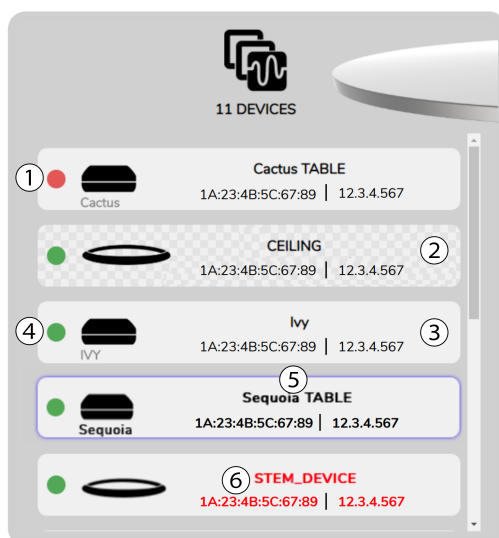 11 DEVICES
1
Cactus
Cactus TABLE
1A:23:4B:5C:67:89 | 12.3.4.567
CEILING
2
1A:23:4B:5C:67:89 | 12.3.4.567
4
IVY
Ivy
3
1A:23:4B:5C:67:89 | 12.3.4.567
5
Sequoia
Sequoia TABLE
1A:23:4B:5C:67:89 | 12.3.4.567
6
STEM_DEVICE
1A:23:4B:5C:67:89 | 12.3.4.567